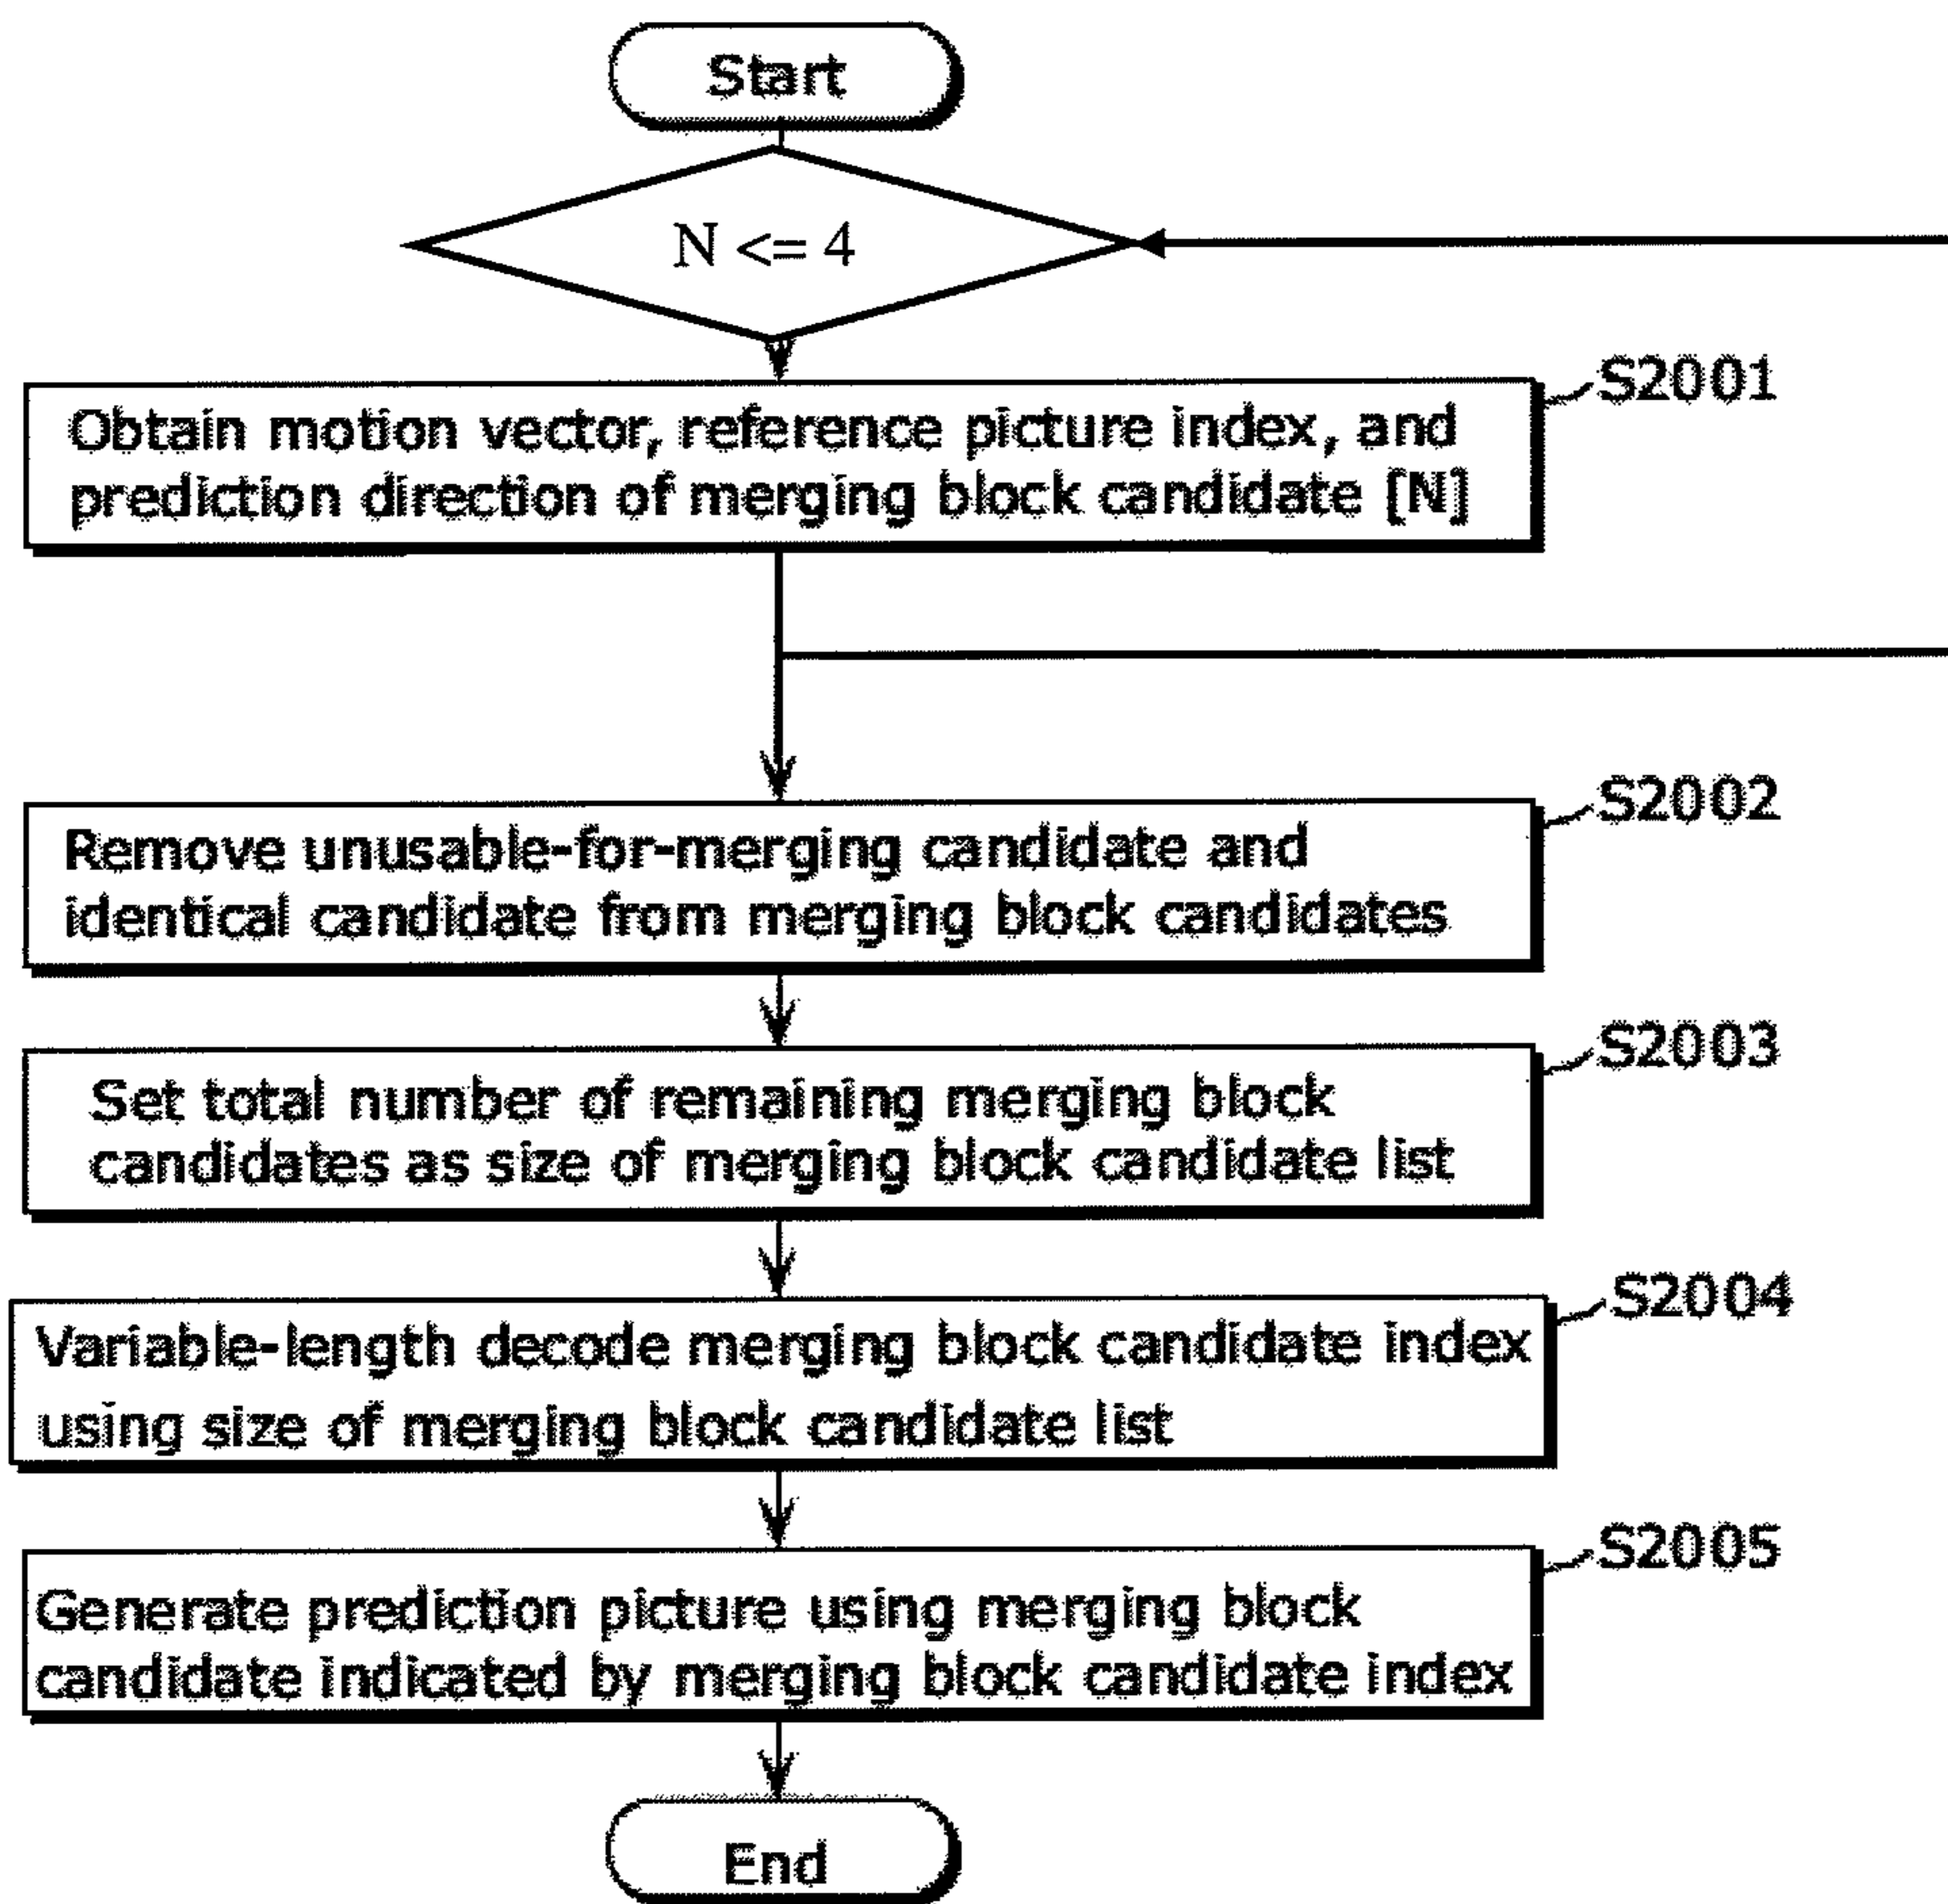 Start
N <= 4
S2001
Obtain motion vector, reference picture index, and
prediction direction of merging block candidate [N]
S2002
Remove unusable-for-merging candidate and
identical candidate from merging block candidates
S2003
Set total number of remaining merging block
candidates as size of merging block candidate list
S2004
Variable-length decode merging block candidate index
using size of merging block candidate list
S2005
Generate prediction picture using merging block
candidate indicated by merging block candidate index
End